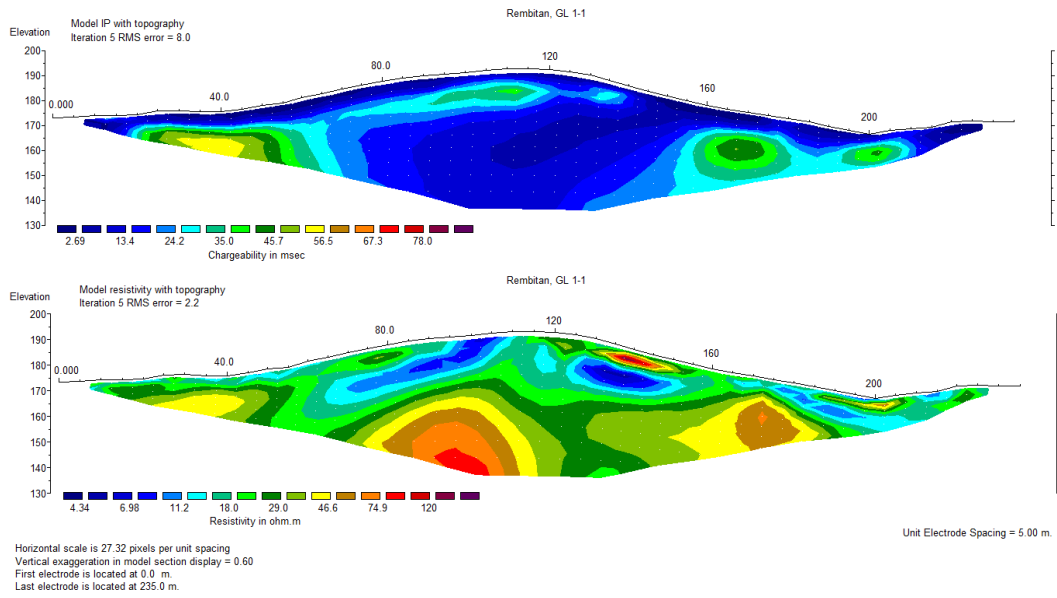 Rembitan, GL 1-1
Model IP with topography
Iteration 5 RMS error = 8.0
Elevation
200
190
180
170
160
150
140
130
0.000
40.0
80.0
120
160
200
2.69
13.4
24.2
35.0
45.7
56.5
67.3
78.0
Chargeability in msec
Rembitan, GL 1-1
Model resistivity with topography
Iteration 5 RMS error = 2.2
Elevation
200
190
180
170
160
150
140
130
0.000
40.0
80.0
120
160
200
4.34
6.98
11.2
18.0
29.0
46.6
74.9
120
Resistivity in ohm.m
Unit Electrode Spacing = 5.00 m.
Horizontal scale is 27.32 pixels per unit spacing
Vertical exaggeration in model section display = 0.60
First electrode is located at 0.0 m.
Last electrode is located at 235.0 m.